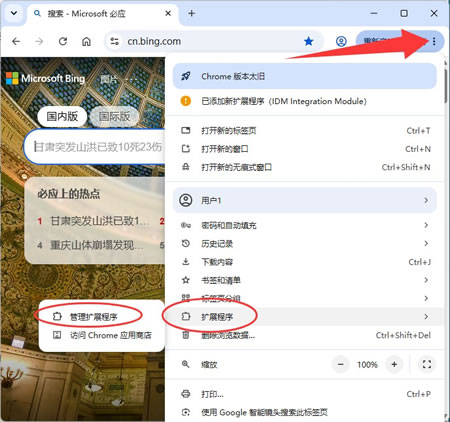 搜索 - Microsoft 必应
cn.bing.com
重新
Microsoft Bing
图片
国内版
国际版
甘肃突发山洪已致10死23伤
必应上的热点
1 甘肃突发山洪已致1... 2
4 重庆山体崩塌发现...
Chrome 版本太旧
已添加新扩展程序（IDM Integration Module）
打开新的标签页 Ctrl+T
打开新的窗口 Ctrl+N
打开新的无痕式窗口 Ctrl+Shift+N
用户1
密码和自动填充
历史记录
下载内容 Ctrl+J
书签和清单
标签页分组
扩展程序
管理扩展程序
访问 Chrome 应用商店
删除浏览数据... Ctrl+Shift+Del
缩放 100%
打印... Ctrl+P
使用 Google 智能镜头搜索此标签页